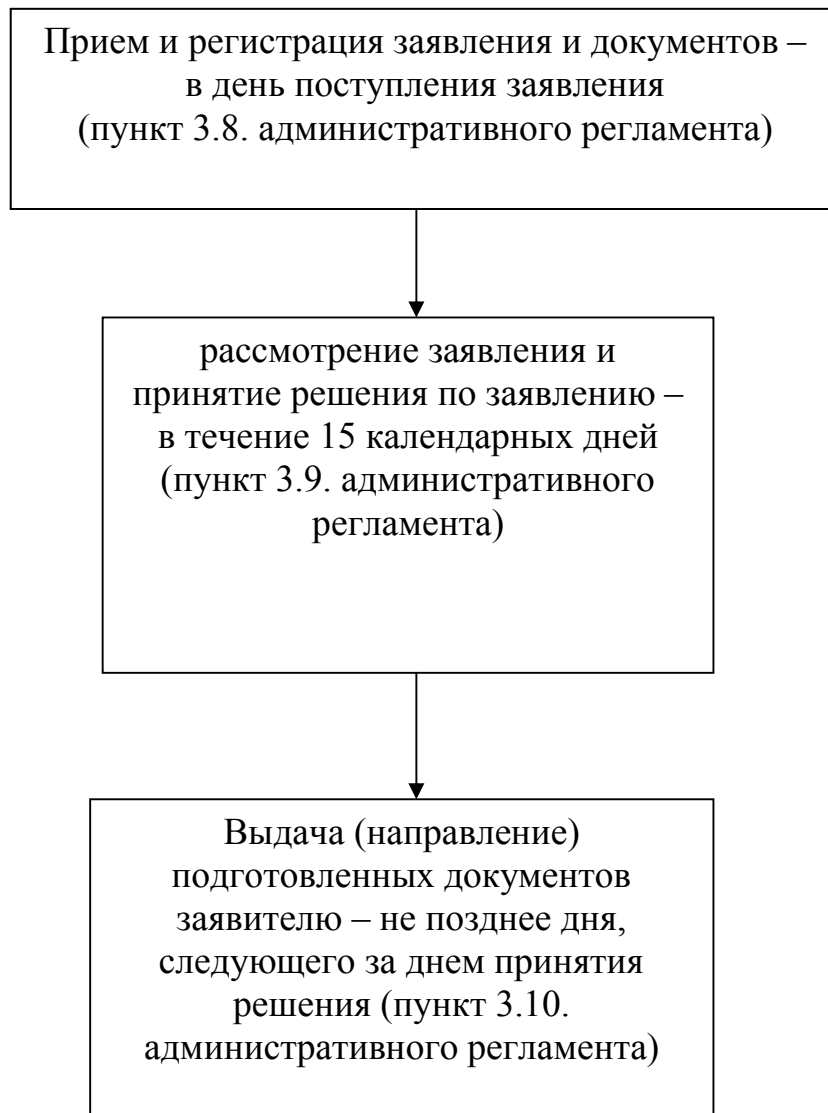 Прием и регистрация заявления и документов –
в день поступления заявления
(пункт 3.8. административного регламента)
рассмотрение заявления и
принятие решения по заявлению –
в течение 15 календарных дней
(пункт 3.9. административного
регламента)
Выдача (направление)
подготовленных документов
заявителю – не позднее дня,
следующего за днем принятия
решения (пункт 3.10.
административного регламента)